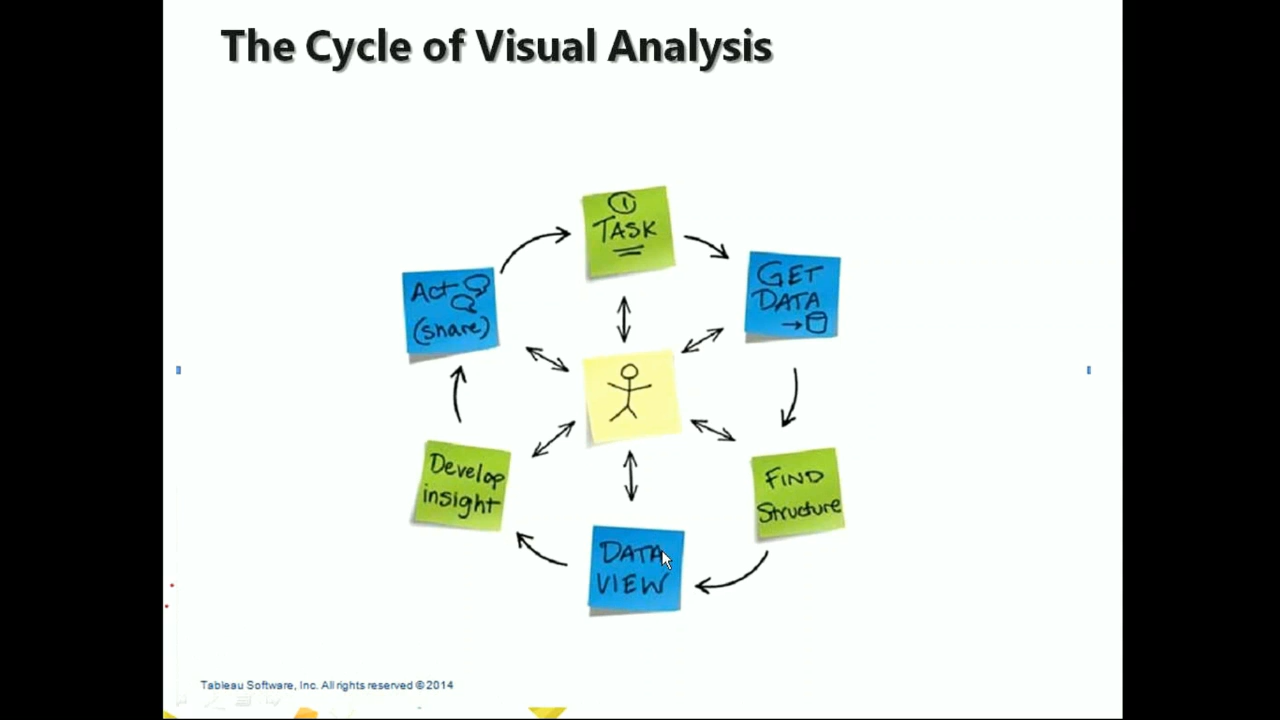 The Cycle of Visual Analysis
1
TASK
GET
DATA
FIND
Structure
DATA
VIEW
Develop
insight
Act
(share)
Tableau Software, Inc. All rights reserved ©2014